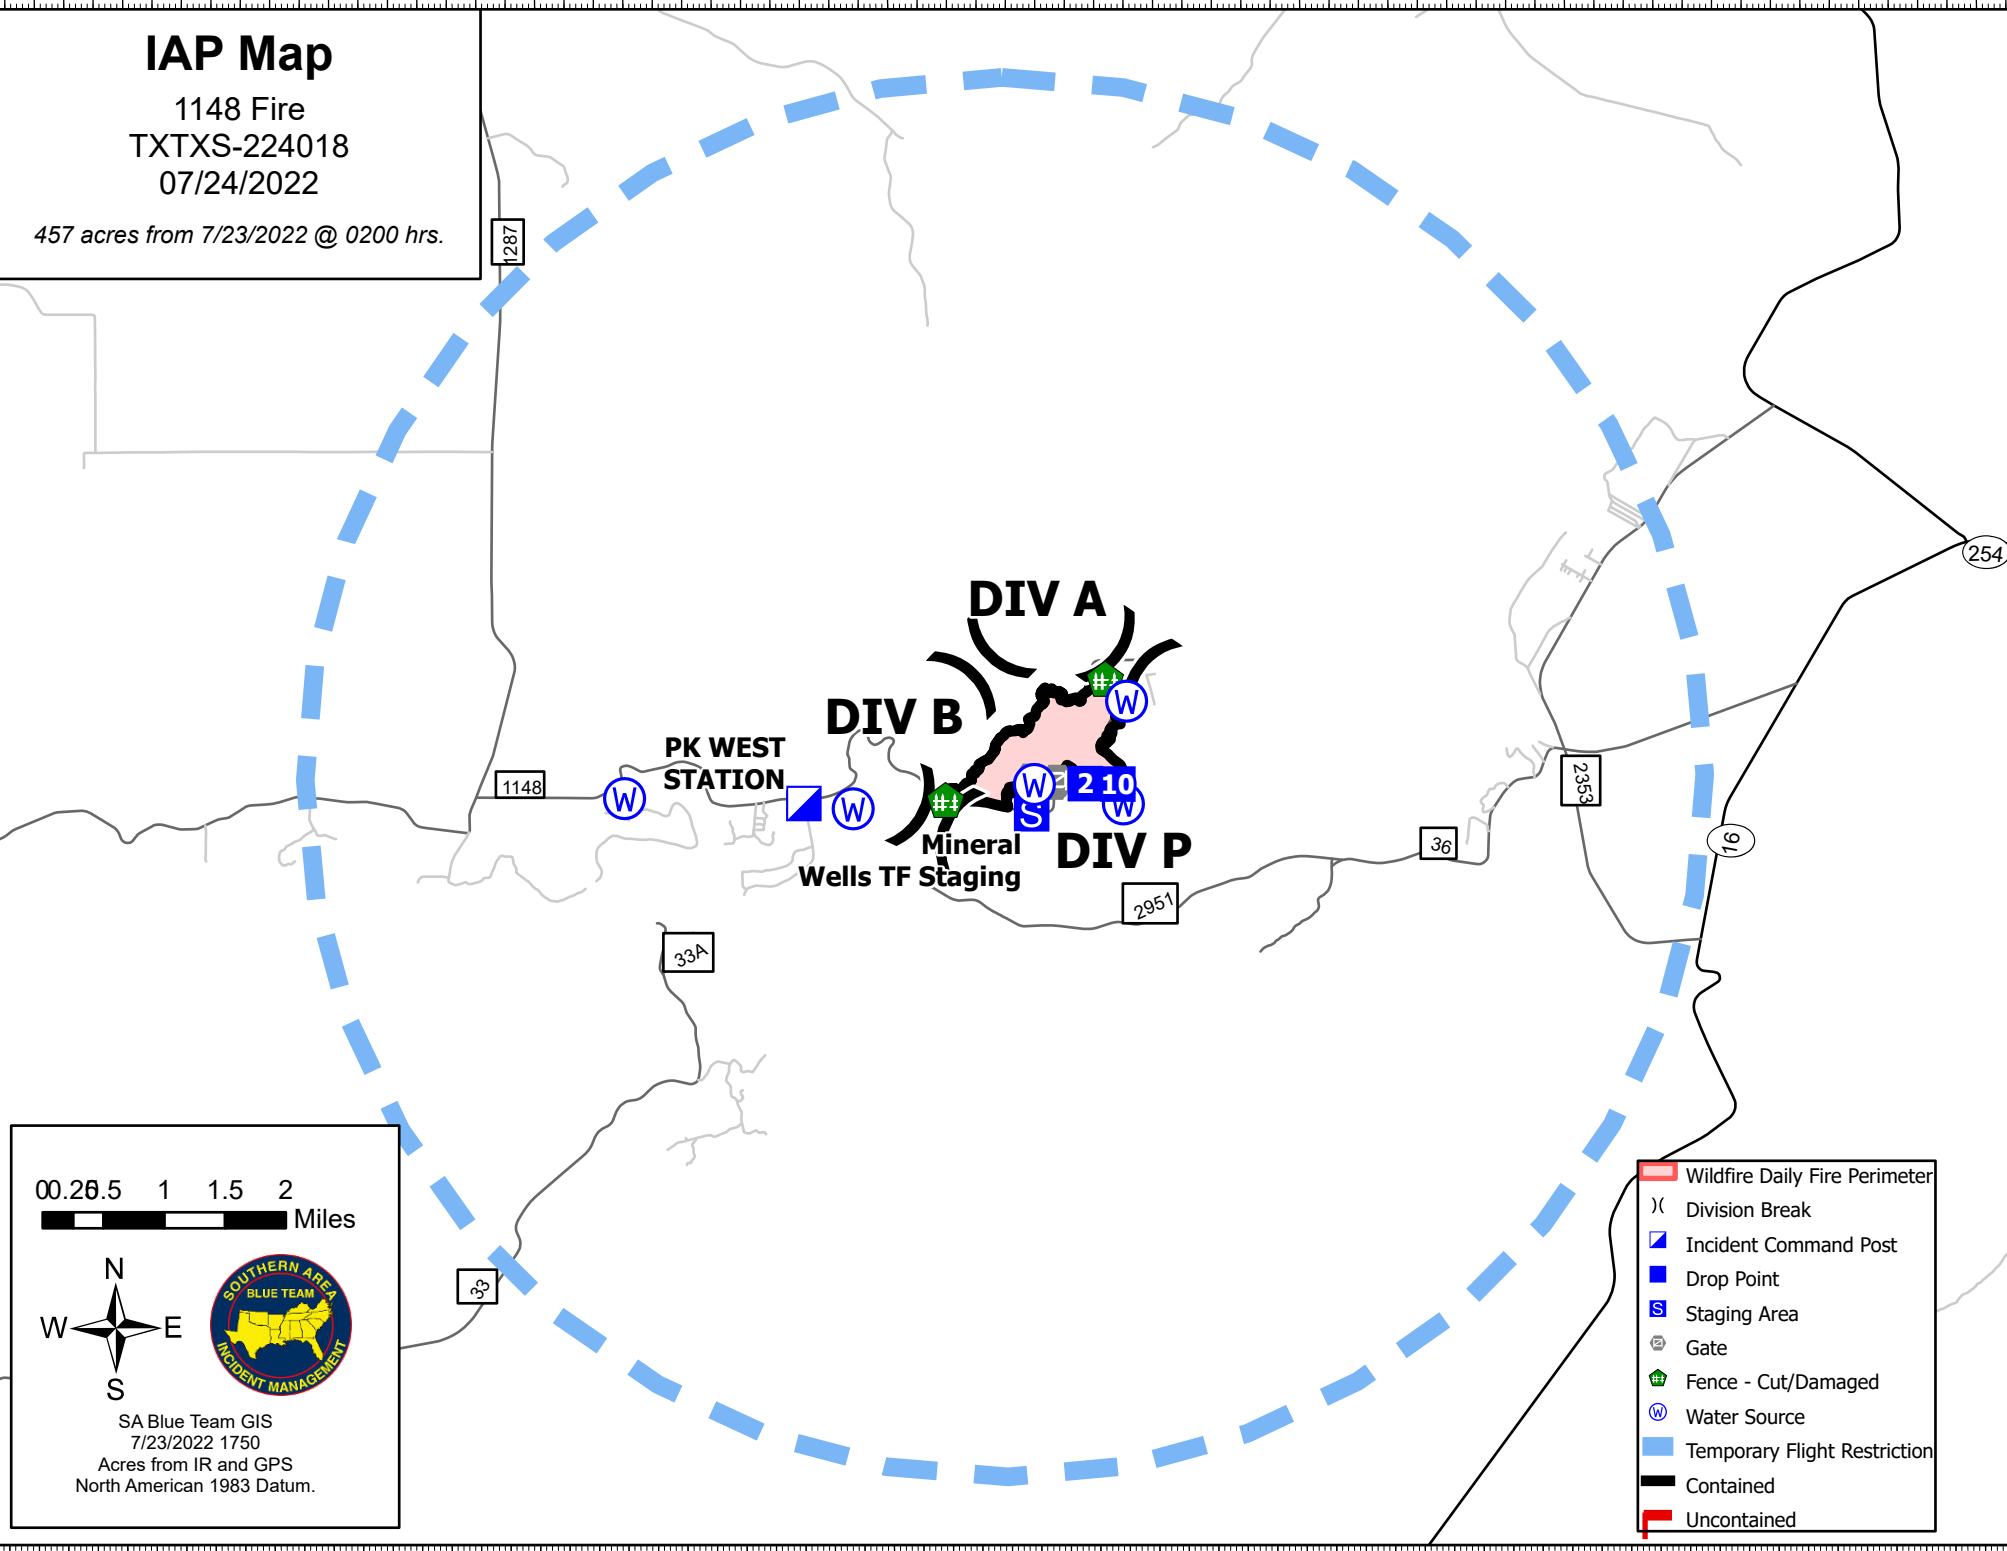 IAP Map
1148 Fire
TXTXS-224018
07/24/2022
457 acres from 7/23/2022 @ 0200 hrs.
1287
254
DIV A
DIV B
PK WEST
STATION
1148
W
W
W
W
W
2 10
S
DIV P
Mineral
Wells TF Staging
2353
36
16
2951
33A
33
0 0.25 0.5 1 1.5 2
Miles
N
W E
S
SOUTHERN AREA
BLUE TEAM
INCIDENT MANAGEMENT
SA Blue Team GIS
7/23/2022 1750
Acres from IR and GPS
North American 1983 Datum.
Wildfire Daily Fire Perimeter
)( Division Break
Incident Command Post
Drop Point
S Staging Area
Gate
Fence - Cut/Damaged
W Water Source
Temporary Flight Restriction
Contained
Uncontained